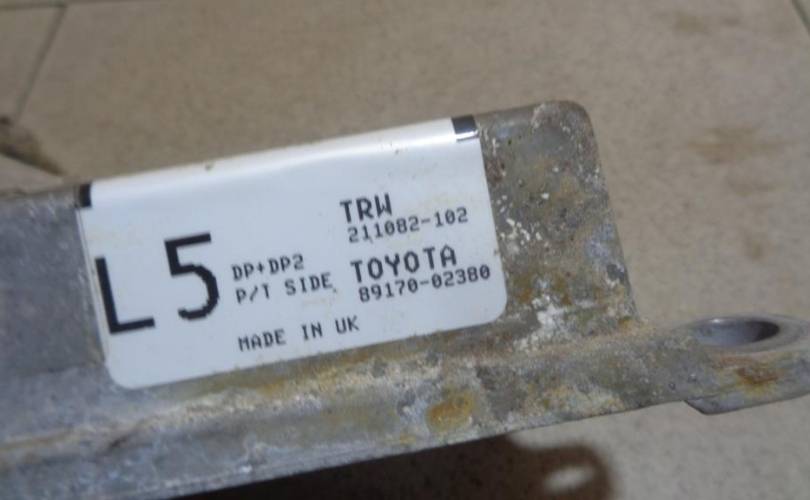 L5
DP+DP2
P/T SIDE
TRW
211082-102
TOYOTA
89170-02380
MADE IN UK